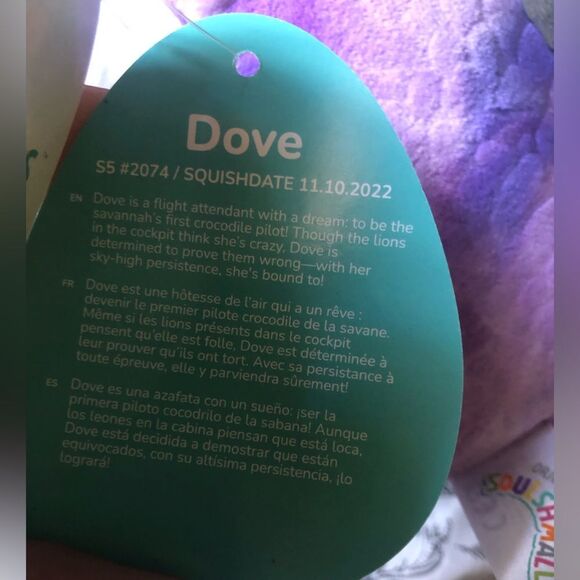 Dove
S5 #2074 / SQUISHDATE 11.10.2022
EN Dove is a flight attendant with a dream: to be the
savannah's first crocodile pilot! Though the lions
in the cockpit think she's crazy, Dove is
determined to prove them wrong—with her
sky-high persistence, she's bound to!
FR Dove est une hôtesse de l'air qui a un rêve :
devenir le premier pilote crocodile de la savane.
Même si les lions présents dans le cockpit
pensent qu'elle est folle, Dove est déterminée à
leur prouver qu'ils ont tort. Avec sa persistance à
toute épreuve, elle y parviendra sûrement!
ES Dove es una azafata con un sueño: ¡ser la
primera piloto cocodrilo de la sabana! Aunque
los leones en la cabina piensan que está loca,
Dove está decidida a demostrar que están
equivocados, con su altísima persistencia, ¡lo
logrará!